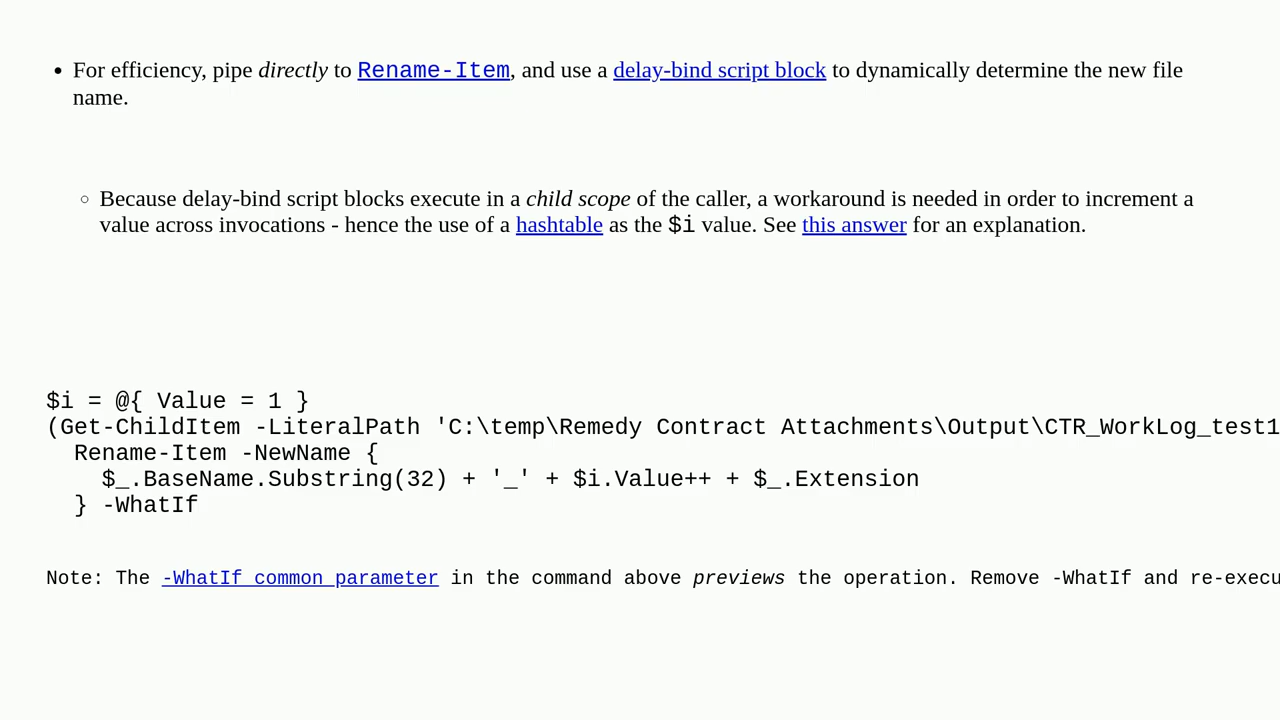 For efficiency, pipe directly to Rename-Item, and use a delay-bind script block to dynamically determine the new file
name.
Because delay-bind script blocks execute in a child scope of the caller, a workaround is needed in order to increment a
value across invocations - hence the use of a hashtable as the $i value. See this answer for an explanation.
$i = @{ Value = 1 }
(Get-ChildItem -LiteralPath 'C:\temp\Remedy Contract Attachments\Output\CTR_WorkLog_test1
Rename-Item -NewName {
$_.BaseName.Substring(32) + '_' + $i.Value++ + $_.Extension
} -WhatIf
Note: The -WhatIf common parameter in the command above previews the operation. Remove -WhatIf and re-execu